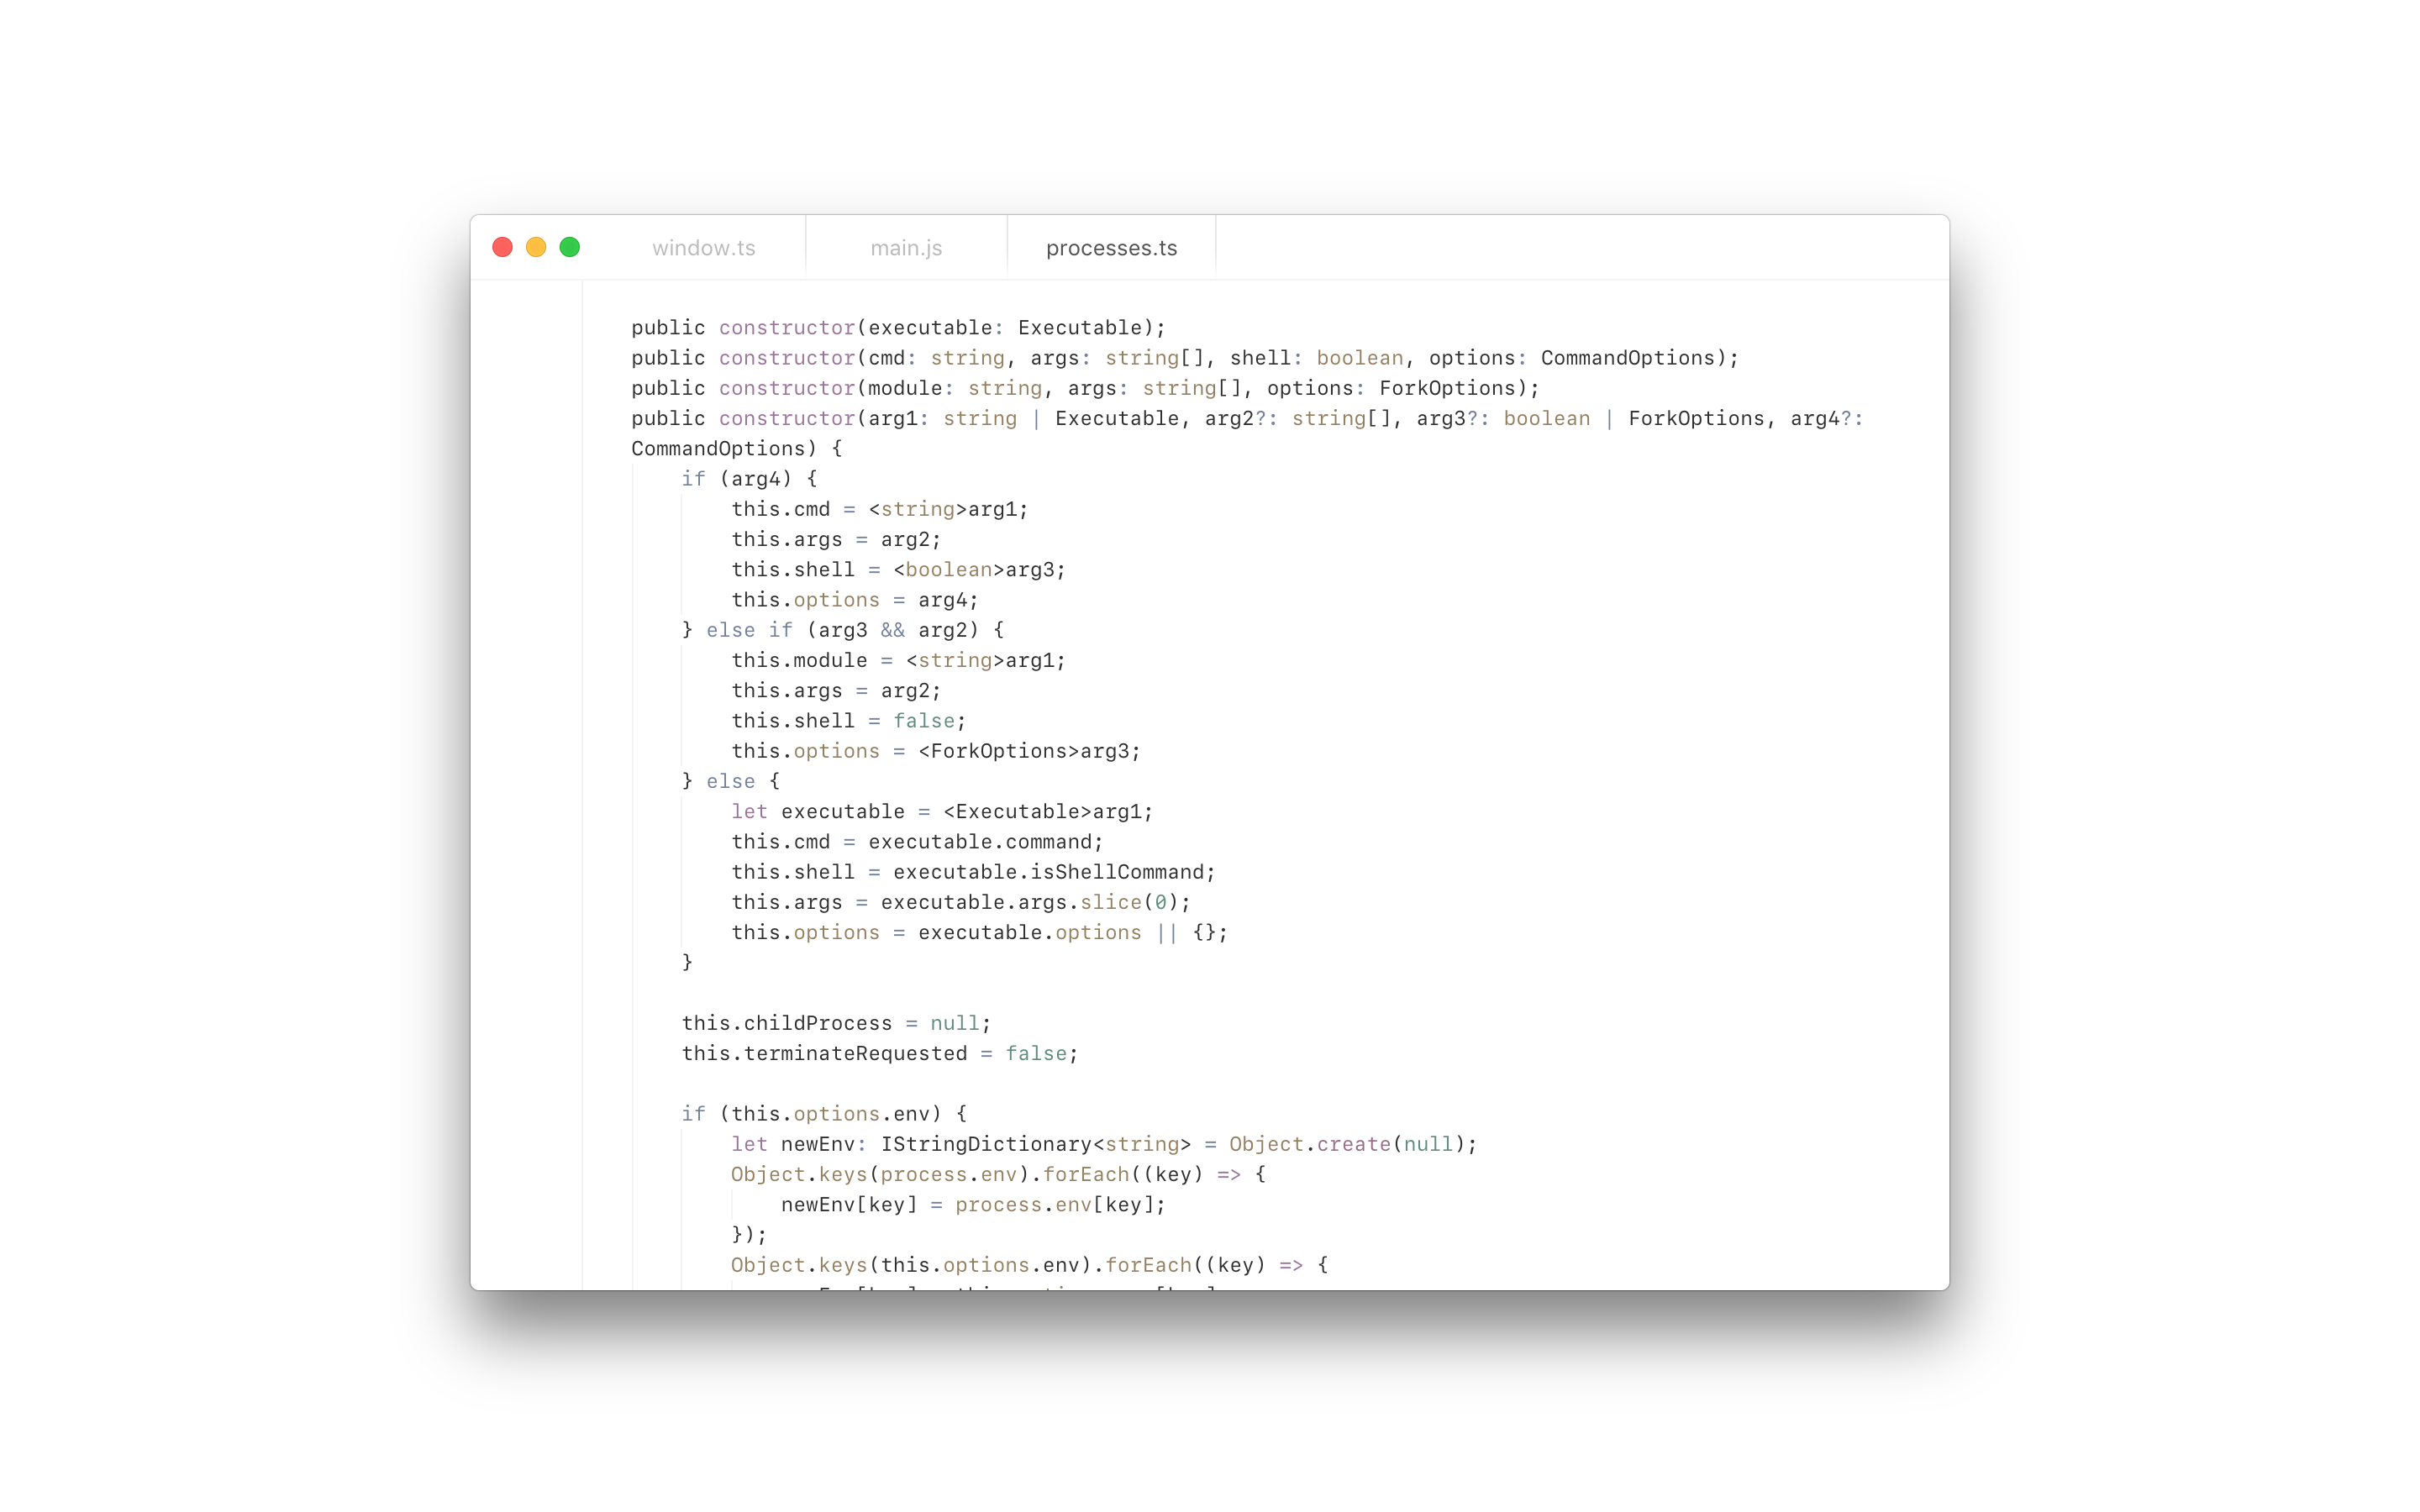 window.ts main.js processes.ts
public constructor(executable: Executable);
public constructor(cmd: string, args: string[], shell: boolean, options: CommandOptions);
public constructor(module: string, args: string[], options: ForkOptions);
public constructor(arg1: string | Executable, arg2?: string[], arg3?: boolean | ForkOptions, arg4?:
CommandOptions) {
    if (arg4) {
        this.cmd = <string>arg1;
        this.args = arg2;
        this.shell = <boolean>arg3;
        this.options = arg4;
    } else if (arg3 && arg2) {
        this.module = <string>arg1;
        this.args = arg2;
        this.shell = false;
        this.options = <ForkOptions>arg3;
    } else {
        let executable = <Executable>arg1;
        this.cmd = executable.command;
        this.shell = executable.isShellCommand;
        this.args = executable.args.slice(0);
        this.options = executable.options || {};
    }
    this.childProcess = null;
    this.terminateRequested = false;
    if (this.options.env) {
        let newEnv: IStringDictionary<string> = Object.create(null);
        Object.keys(process.env).forEach((key) => {
            newEnv[key] = process.env[key];
        });
        Object.keys(this.options.env).forEach((key) => {